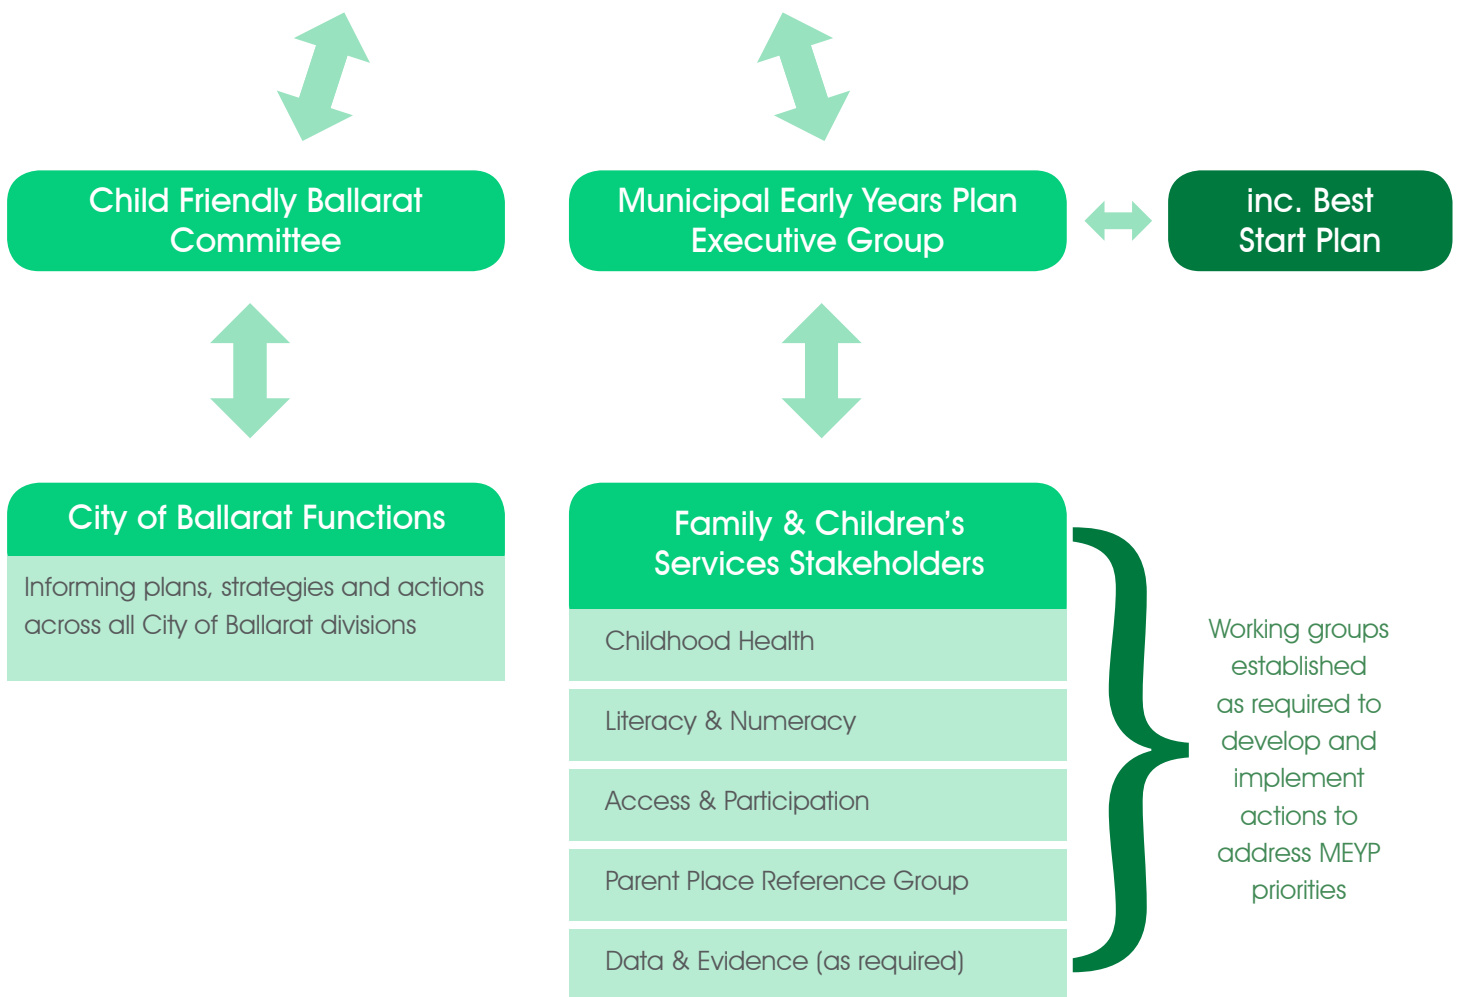 Child Friendly Ballarat
Committee
Municipal Early Years Plan
Executive Group
inc. Best
Start Plan
City of Ballarat Functions
Informing plans, strategies and actions
across all City of Ballarat divisions
Family & Children’s
Services Stakeholders
Childhood Health
Literacy & Numeracy
Access & Participation
Parent Place Reference Group
Data & Evidence (as required)
Working groups
established
as required to
develop and
implement
actions to
address MEYP
priorities